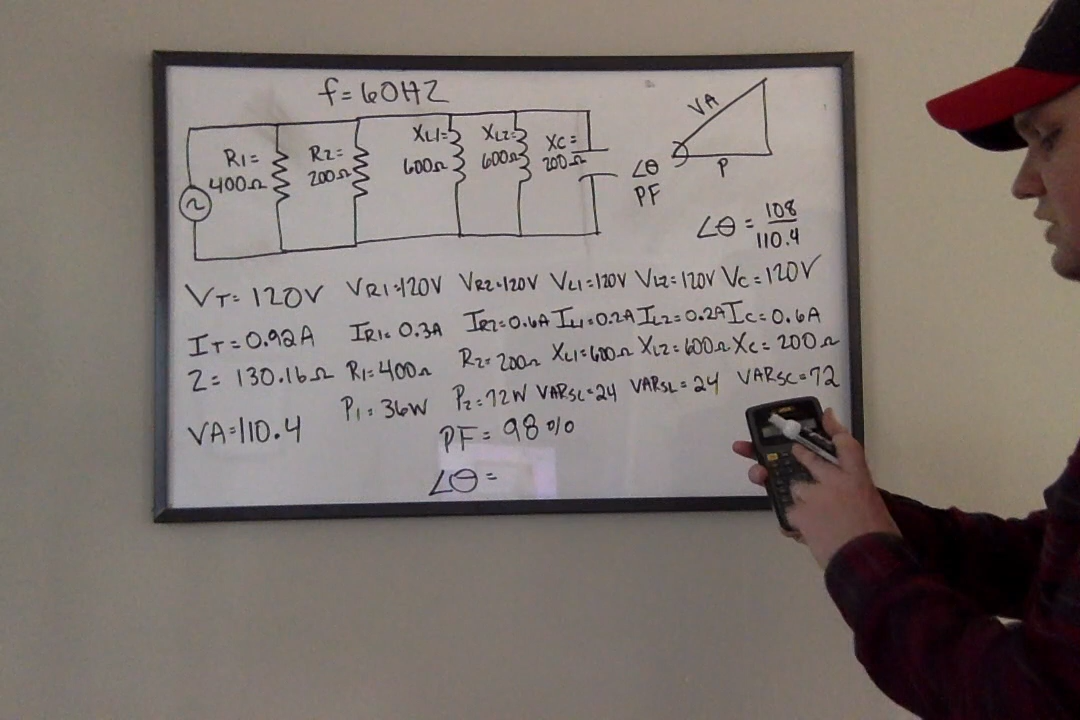 f=60HZ
R1=
400Ω
R2=
200Ω
XL1=
600Ω
XL2=
600Ω
XC=
200Ω
VA
P
∠θ
PF
∠θ = 108
110.4
VT= 120V VR1=120V VR2=120V VL1=120V VL2=120V VC=120V
IT=0.92A IR1=0.3A IR2=0.6A IL1=0.2A IL2=0.2A IC=0.6A
Z= 130.16Ω R1=400Ω R2=200Ω XL1=600Ω XL2=600Ω XC=200Ω
P1=36W P2=72W VARSL=24 VARSL=24 VARSC=72
VA=110.4
PF=98%
∠θ=